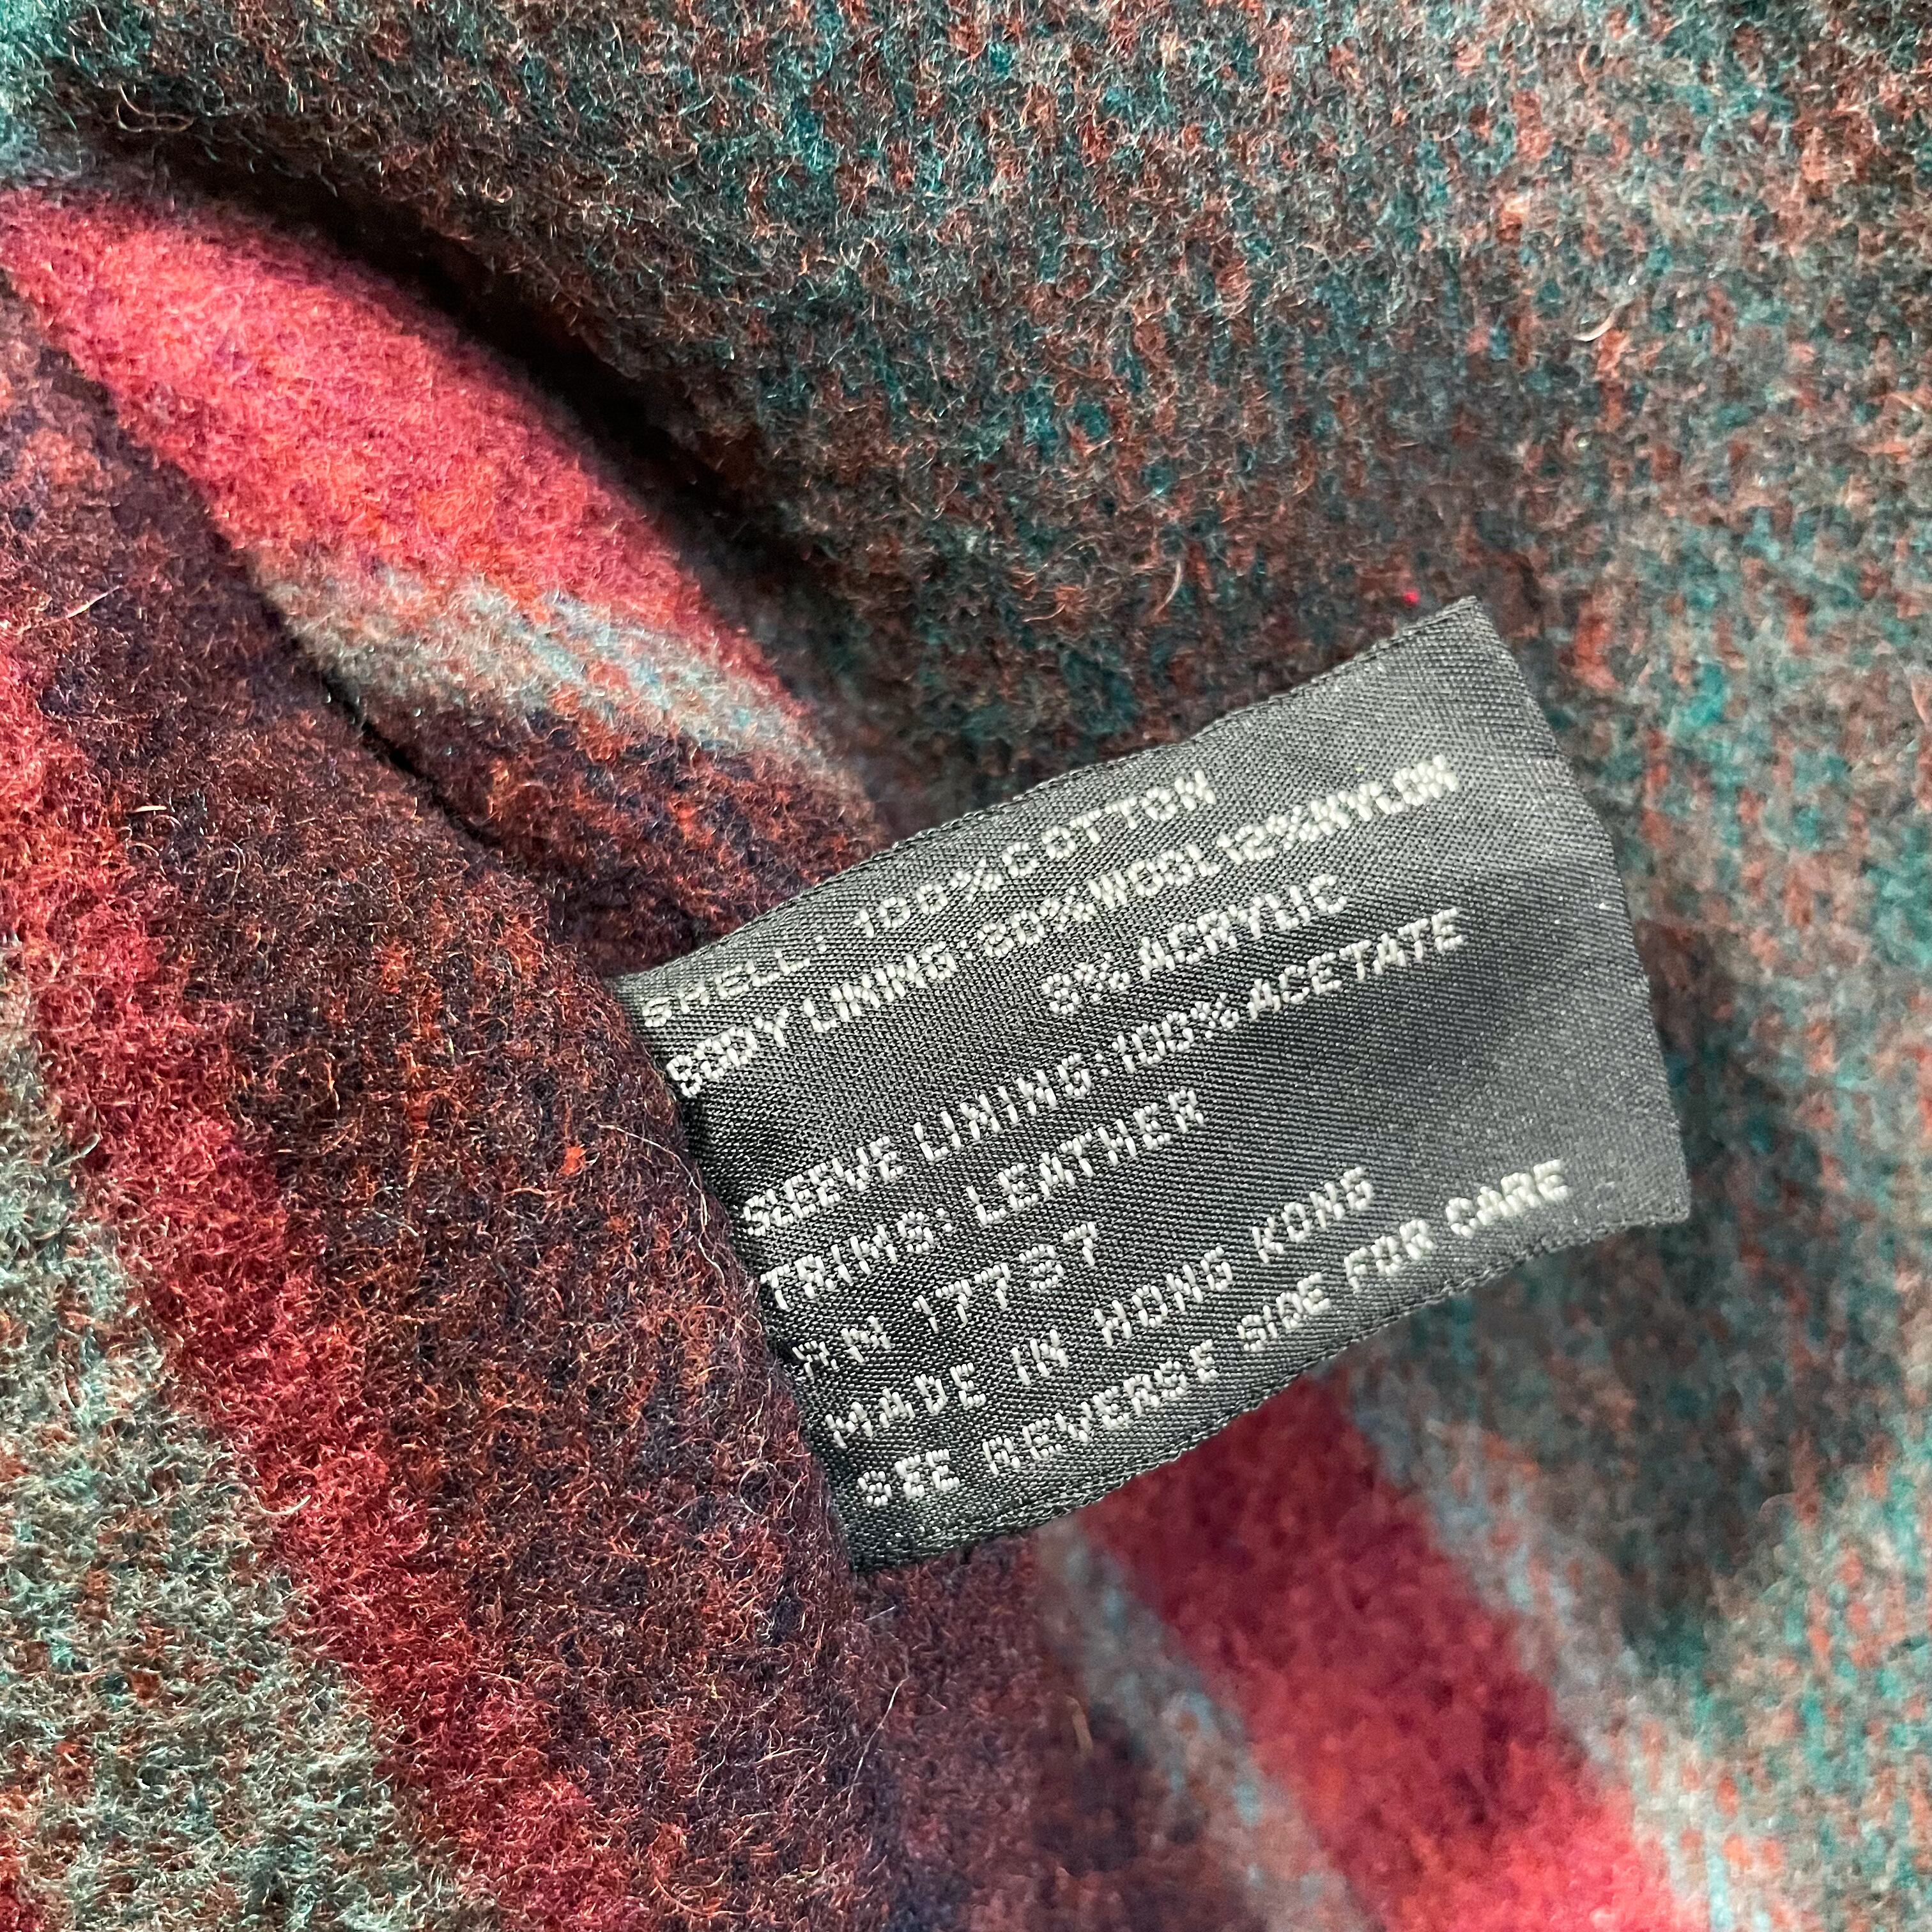 SHELL: 100% COTTON
BODY LINING: 80% WOOL 12% NYLON
8% ACRYLIC
SLEEVE LINING: 100% ACETATE
TRIMS: LEATHER
RN 17737
MADE IN HONG KONG
SEE REVERSE SIDE FOR CARE